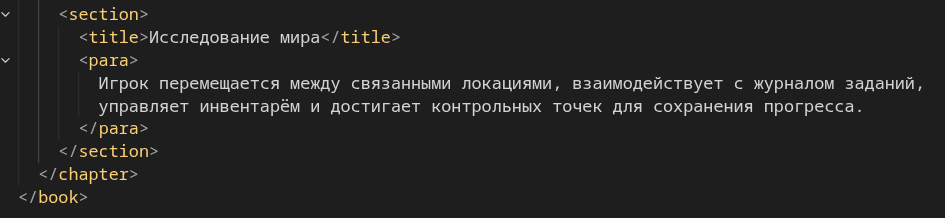 <section>
<title>Исследование мира</title>
<para>
Игрок перемещается между связанными локациями, взаимодействует с журналом заданий,
управляет инвентарём и достигает контрольных точек для сохранения прогресса.
</para>
</section>
</chapter>
</book>